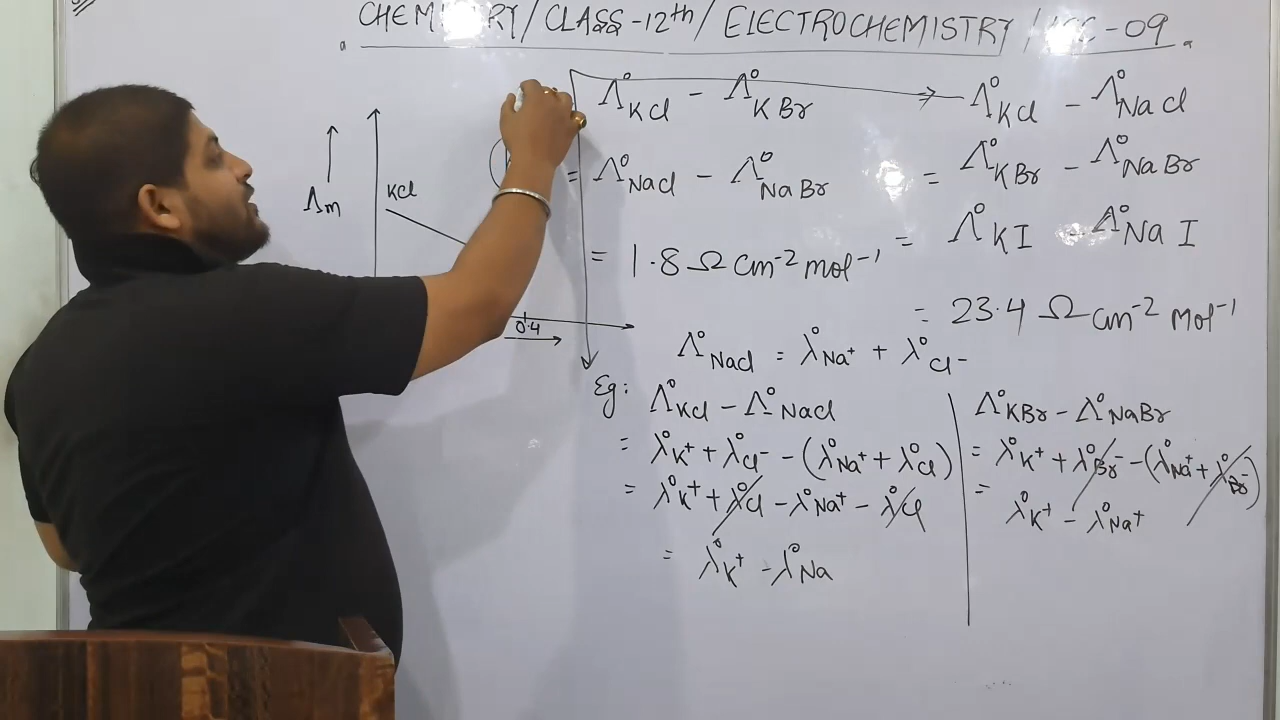 CHEMISTRY/CLASS-12th/ELECTROCHEMISTRY/ -09
Λm
KCl
0.4
Λ°KCl - Λ°KBr
= Λ°NaCl - Λ°NaBr
= 1.8 Ω cm⁻² mol⁻¹
Λ°KCl - Λ°NaCl
= Λ°KBr - Λ°NaBr
= Λ°KI - Λ°NaI
= 23.4 Ω cm⁻² mol⁻¹
Λ°NaCl = λ°Na⁺ + λ°Cl⁻
Eg: Λ°KCl - Λ°NaCl
= λ°K⁺ + λ°Cl⁻ - (λ°Na⁺ + λ°Cl)
= λ°K⁺ + λ°Cl - λ°Na⁺ - λ°Cl
= λ°K⁺ - λ°Na
Λ°KBr - Λ°NaBr
= λ°K⁺ + λ°Br⁻ - (λ°Na⁺ + λ°Br⁻)
= λ°K⁺ - λ°Na⁺